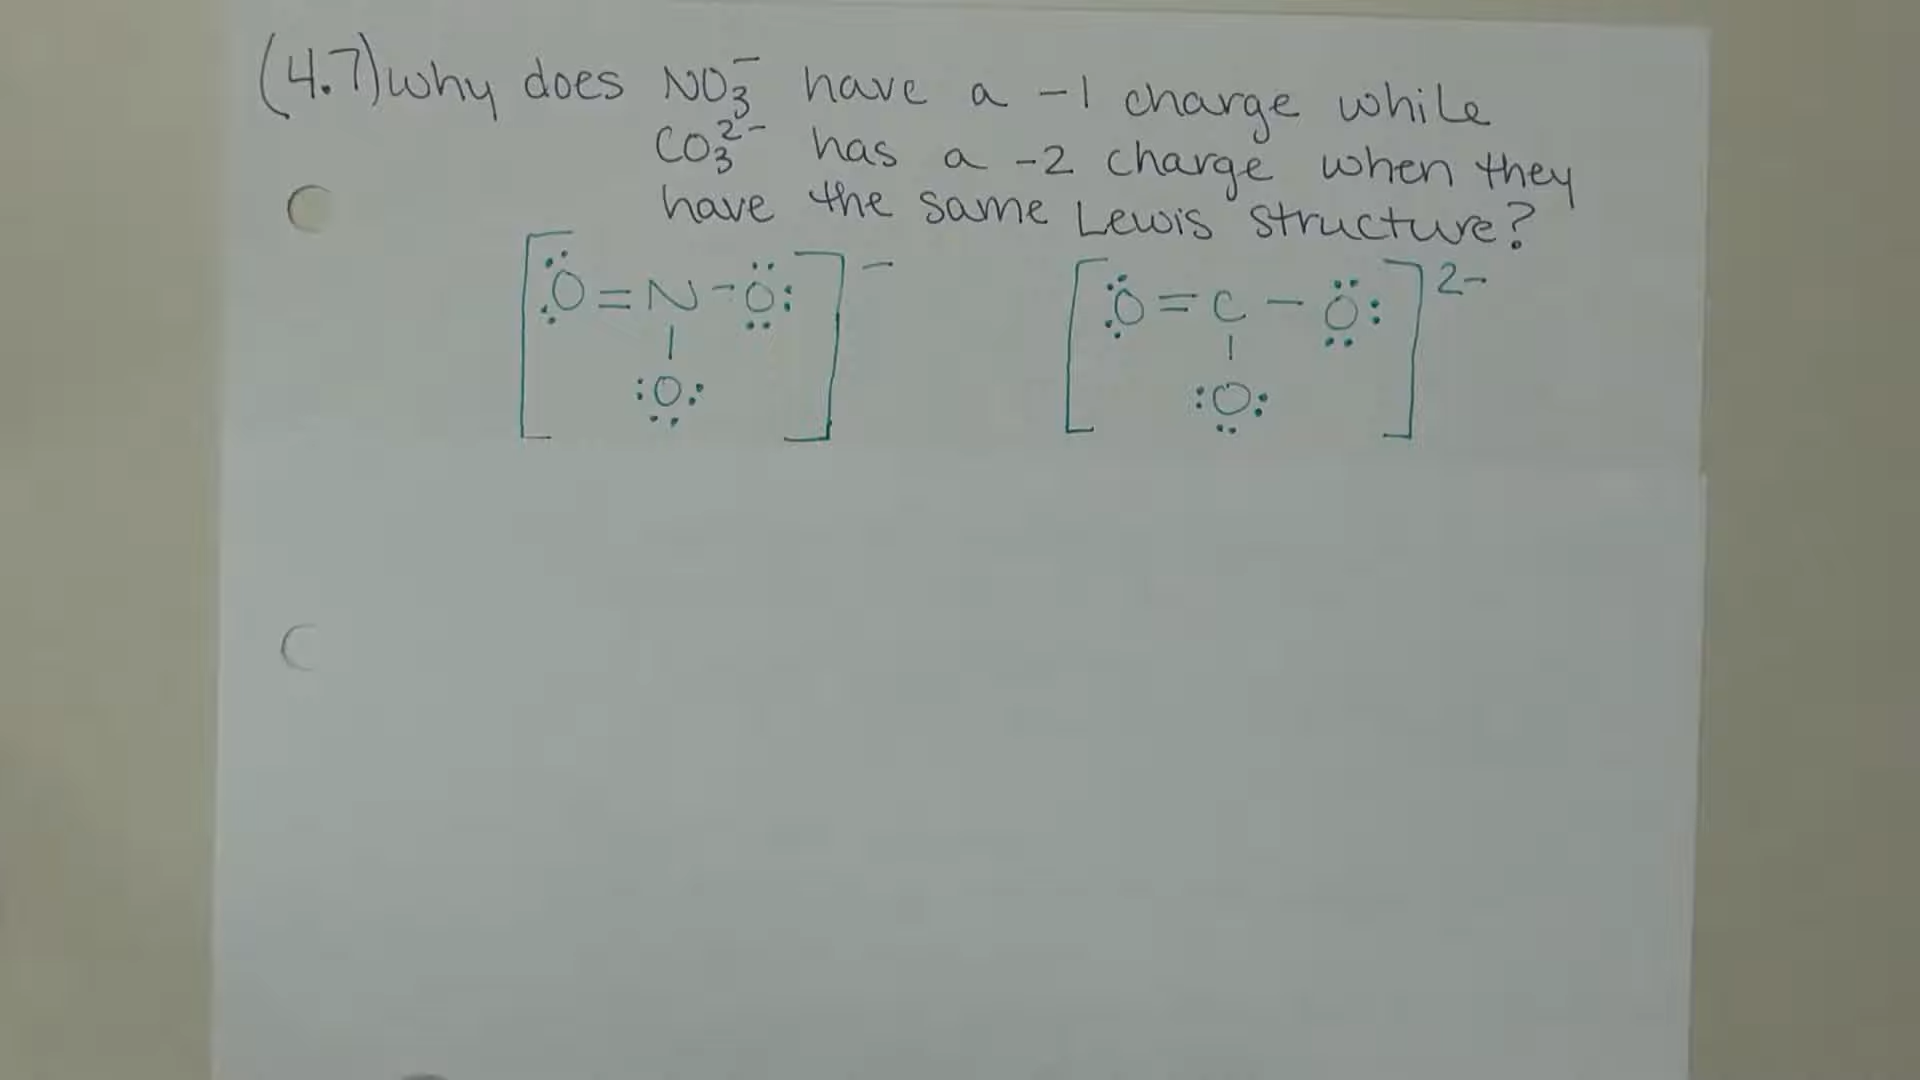 (4.7) why does NO₃⁻ have a -1 charge while
CO₃²⁻ has a -2 charge when they
have the same Lewis structure?
[Ö=N-Ö:]⁻
|
:O:
[Ö=C-Ö:]²⁻
|
:O: